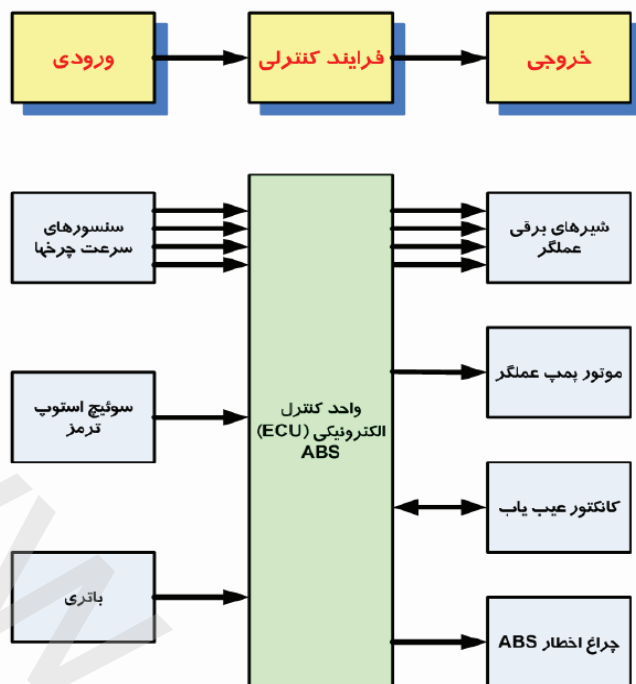 ورودی
فرایند کنترلی
خروجی
سنسورهای
سرعت چرخها
سوئیچ استوپ
ترمز
باتری
واحد کنترل
الکترونیکی (ECU)
ABS
شیرهای برقی
عملگر
موتور پمپ عملگر
کانکتور عیب یاب
چراغ اخطار ABS